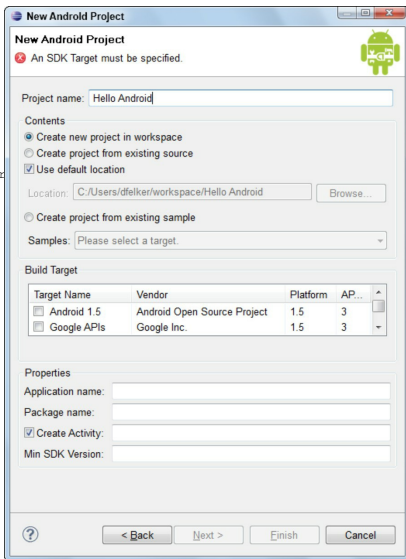 New Android Project
New Android Project
An SDK Target must be specified.
Project name: Hello Android
Contents
Create new project in workspace
Create project from existing source
Use default location
Location: C:/Users/dfelker/workspace/Hello Android Browse...
Create project from existing sample
Samples: Please select a target.
Build Target
Target Name Vendor Platform AP...
Android 1.5 Android Open Source Project 1.5 3
Google APIs Google Inc. 1.5 3
Properties
Application name:
Package name:
Create Activity:
Min SDK Version:
< Back Next > Finish Cancel